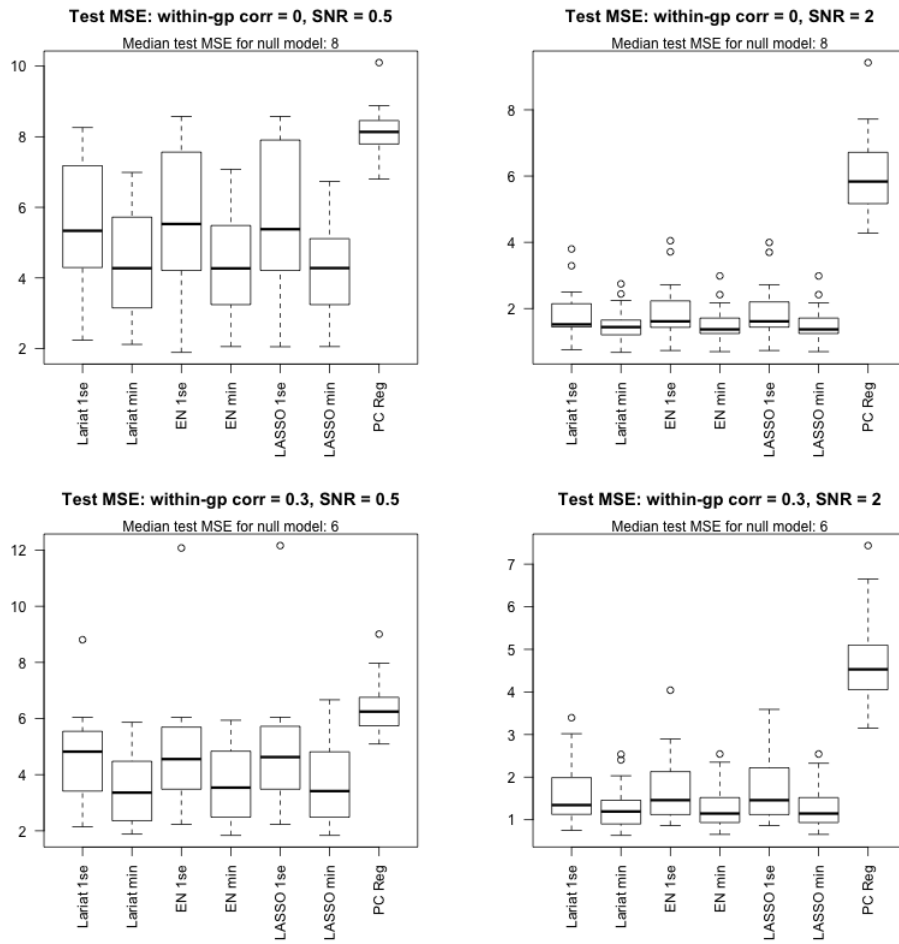 Test MSE: within-gp corr = 0, SNR = 0.5
Median test MSE for null model: 8
10
8
6
4
2
Lariat 1se
Lariat min
EN 1se
EN min
LASSO 1se
LASSO min
PC Reg
Test MSE: within-gp corr = 0, SNR = 2
Median test MSE for null model: 8
8
6
4
2
Lariat 1se
Lariat min
EN 1se
EN min
LASSO 1se
LASSO min
PC Reg
Test MSE: within-gp corr = 0.3, SNR = 0.5
Median test MSE for null model: 6
12
10
8
6
4
2
Lariat 1se
Lariat min
EN 1se
EN min
LASSO 1se
LASSO min
PC Reg
Test MSE: within-gp corr = 0.3, SNR = 2
Median test MSE for null model: 6
7
6
5
4
3
2
1
Lariat 1se
Lariat min
EN 1se
EN min
LASSO 1se
LASSO min
PC Reg